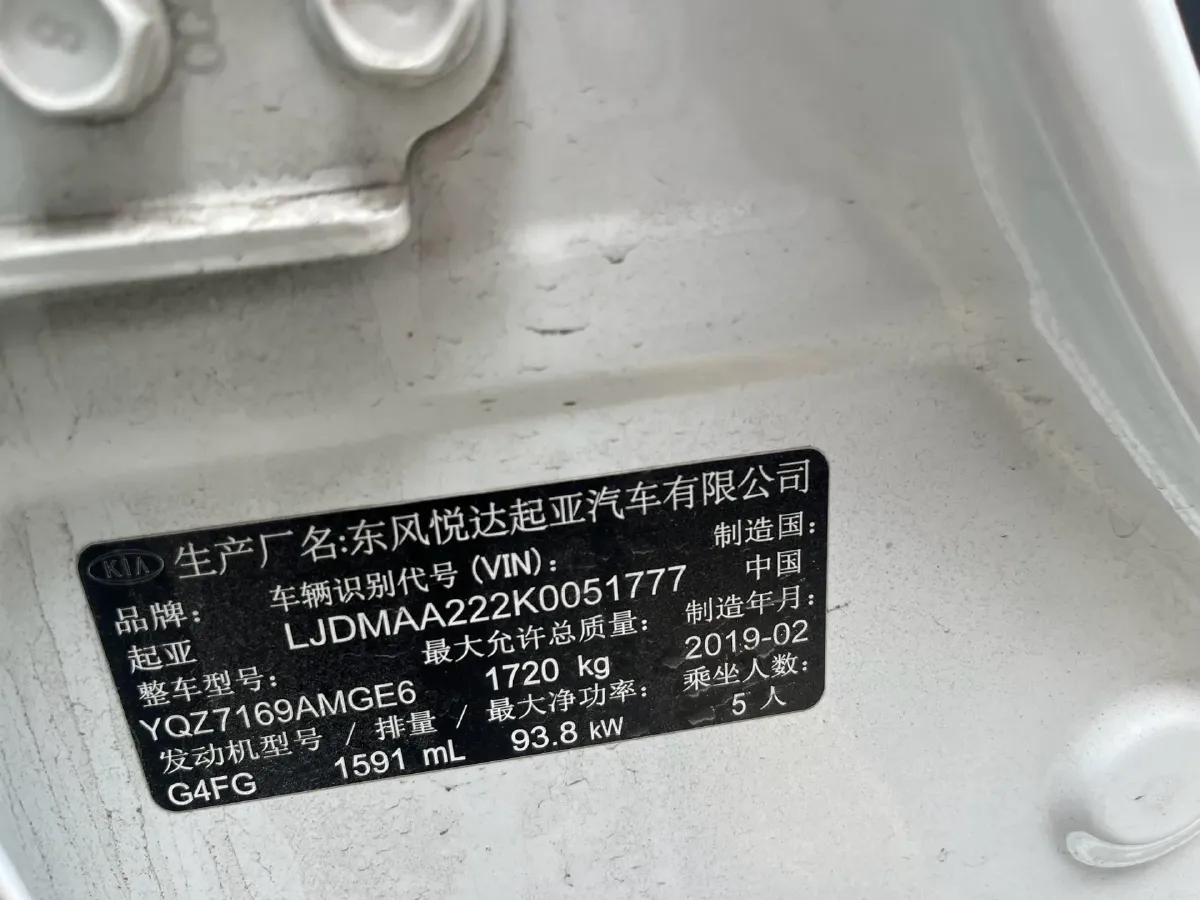 KIA 生产厂名:东风悦达起亚汽车有限公司
品牌: 车辆识别代号 (VIN): 制造国:
起亚 LJDMAA222K0051777 中国
整车型号: 最大允许总质量: 制造年月:
YQZ7169AMGE6 1720 kg 2019-02
发动机型号 / 排量 / 最大净功率: 乘坐人数:
G4FG 1591 mL 93.8 kW 5 人